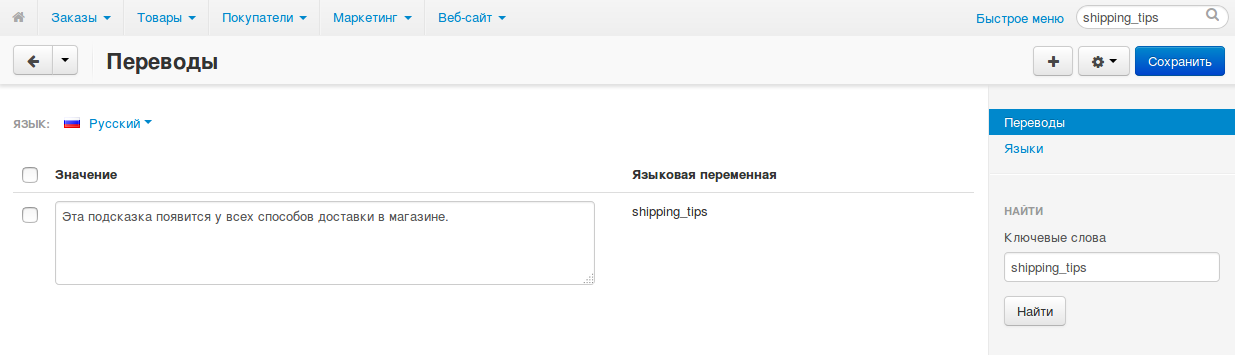 Заказы Товары Покупатели Маркетинг Веб-сайт Быстрое меню shipping_tips
Переводы Сохранить
ЯЗЫК: Русский
Значение Языковая переменная
Эта подсказка появится у всех способов доставки в магазине. shipping_tips
Переводы
Языки
НАЙТИ
Ключевые слова
shipping_tips
Найти